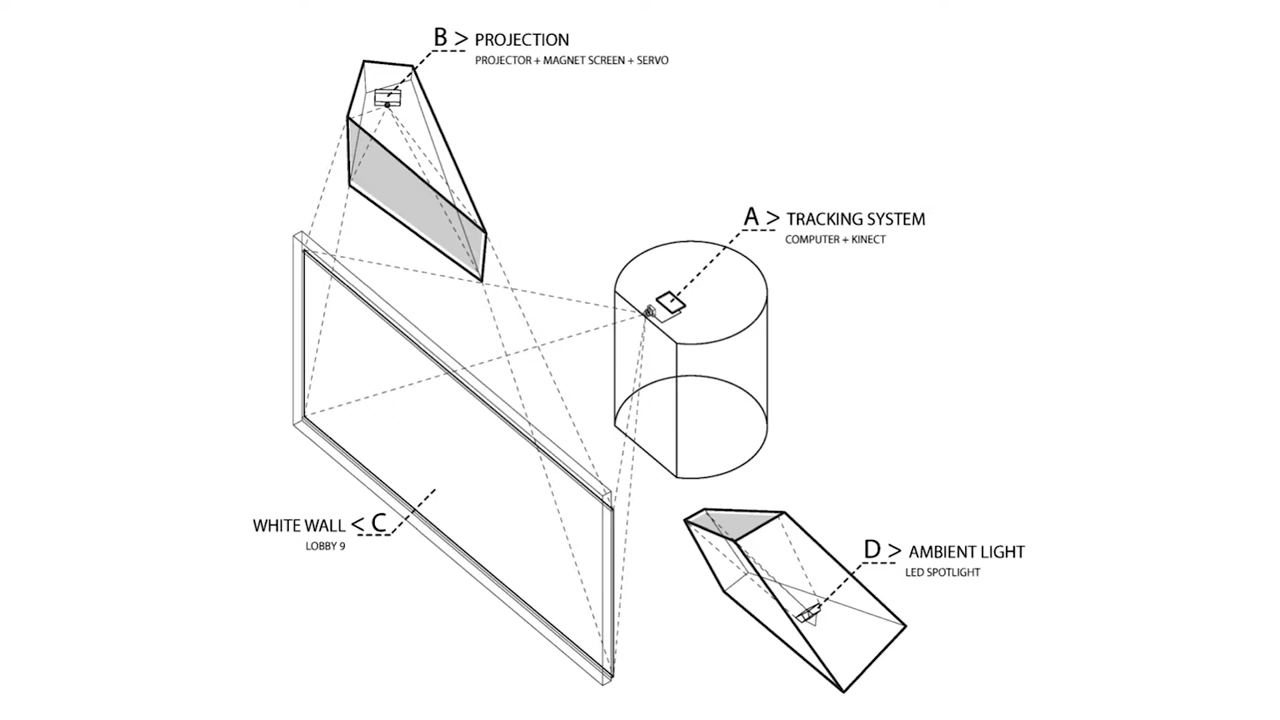 B > PROJECTION
PROJECTOR + MAGNET SCREEN + SERVO
A > TRACKING SYSTEM
COMPUTER + KINECT
WHITE WALL < C
LOBBY 9
D > AMBIENT LIGHT
LED SPOTLIGHT